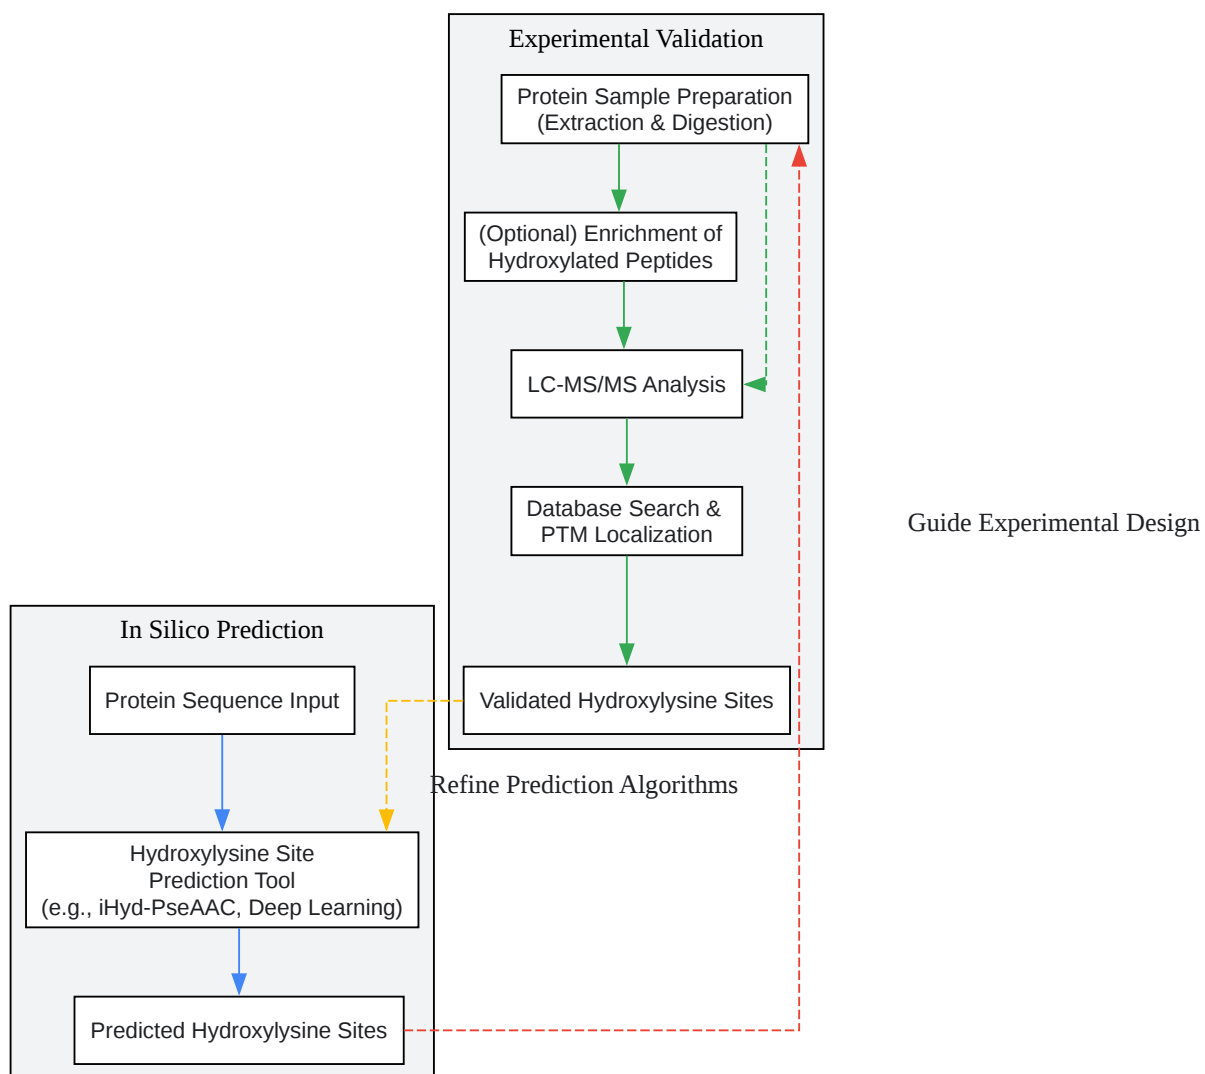 Experimental Validation
Protein Sample Preparation
(Extraction & Digestion)
(Optional) Enrichment of
Hydroxylated Peptides
LC-MS/MS Analysis
Database Search &
PTM Localization
Guide Experimental Design
In Silico Prediction
Protein Sequence Input
Validated Hydroxylysine Sites
Refine Prediction Algorithms
Hydroxylysine Site
Prediction Tool
(e.g., iHyd-PseAAC, Deep Learning)
Predicted Hydroxylysine Sites